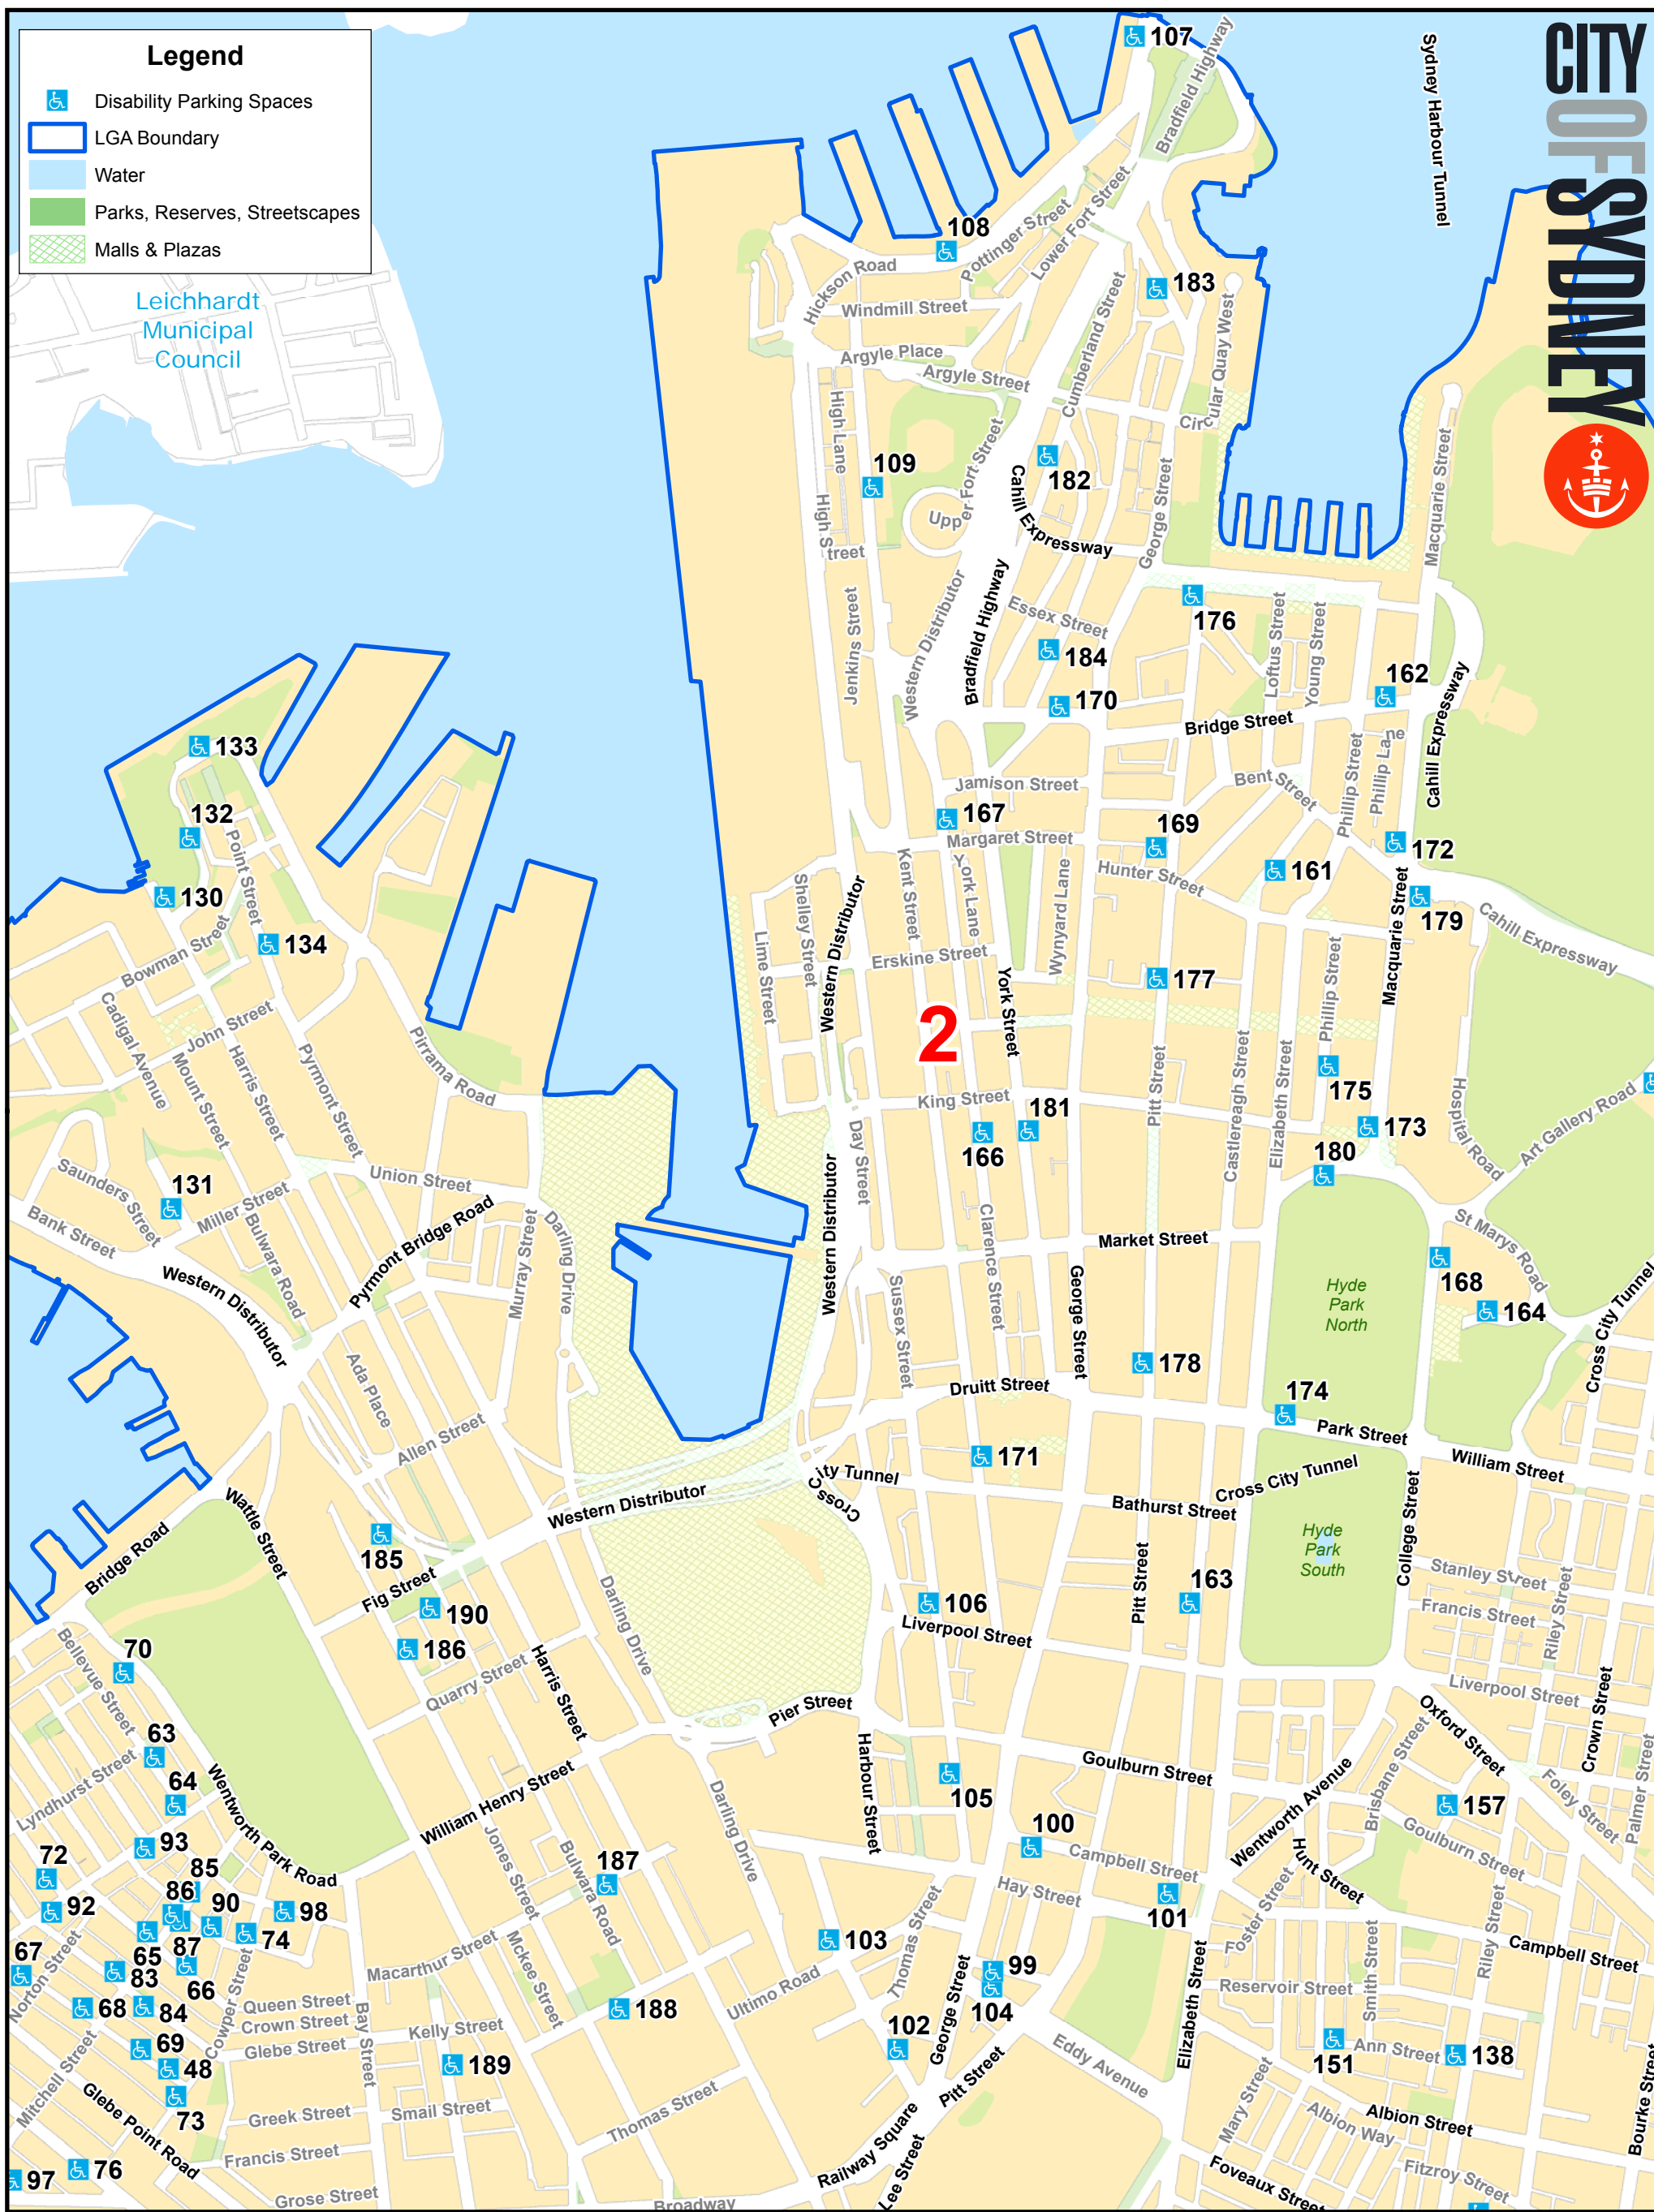 Legend
Disability Parking Spaces
LGA Boundary
Water
Parks, Reserves, Streetscapes
Malls & Plazas
CITY OF SYDNEY
Sydney Harbour Tunnel
Leichhardt
Municipal
Council
107
Bradfield Highway
108
Pottinger Street
Lower Fort Street
Hickson Road
Windmill Street
183
Argyle Place
Argyle Street
Cumberland Street
Circular Quay West
High Lane
109
Upper Fort Street
182
Cahill Expressway
George Street
Macquarie Street
High Street
Jenkins Street
Western Distributor
Bradfield Highway
Essex Street
176
Loftus Street
Young Street
184
170
162
Bridge Street
Cahill Expressway
133
132
Point Street
130
134
Bowman Street
Jamison Street
167
Margaret Street
169
Bent Street
Phillip Street
Phillip Lane
172
161
Hunter Street
179
Cahill Expressway
Kent Street
York Lane
Wynyard Lane
Shelley Street
Lime Street
Western Distributor
Erskine Street
York Street
177
Phillip Street
Macquarie Street
2
Cadigal Avenue
John Street
Mount Street
Harris Street
Pyrmont Street
Pirrama Road
King Street
181
166
Pitt Street
Castlereagh Street
Elizabeth Street
175
173
180
Hospital Road
Art Gallery Road
Day Street
Western Distributor
Saunders Street
131
Miller Street
Union Street
Bank Street
Bulwara Road
Western Distributor
Pyrmont Bridge Road
Murray Street
Darling Drive
Clarence Street
Market Street
St Marys Road
168
164
Hyde
Park
North
Cross City Tunnel
Sussex Street
George Street
178
Druitt Street
174
Park Street
William Street
Ada Place
Allen Street
171
Cross City Tunnel
Cross City Tunnel
Western Distributor
Bathurst Street
Hyde
Park
South
College Street
Wattle Street
Bridge Road
185
Fig Street
190
186
Darling Drive
106
Liverpool Street
Pitt Street
163
Stanley Street
Francis Street
Riley Street
Bellevue Street
70
Quarry Street
Harris Street
Pier Street
Liverpool Street
Crown Street
Oxford Street
63
Lyndhurst Street
64
Wentworth Park Road
William Henry Street
Harbour Street
105
Goulburn Street
Wentworth Avenue
Brisbane Street
157
Foley Street
Palmer Street
Goulburn Street
93
72
85
86
90
92
98
74
65
87
67
83
66
68
84
69
48
73
76
97
Norton Street
Mitchell Street
Cowper Street
Queen Street
Crown Street
Glebe Street
Glebe Point Road
Greek Street
Francis Street
Grose Street
Bay Street
Jones Street
Bulwara Road
187
Macarthur Street
McKee Street
188
Kelly Street
189
Smail Street
Darling Drive
103
Ultimo Road
Thomas Street
Thomas Street
100
Campbell Street
Hay Street
101
99
104
102
George Street
Pitt Street
Eddy Avenue
Railway Square
Lee Street
Broadway
Hunt Street
Foster Street
Elizabeth Street
Reservoir Street
Smith Street
Riley Street
Campbell Street
151
Ann Street
138
Mary Street
Albion Street
Albion Way
Fitzroy Street
Foveaux Street
Bourke Street